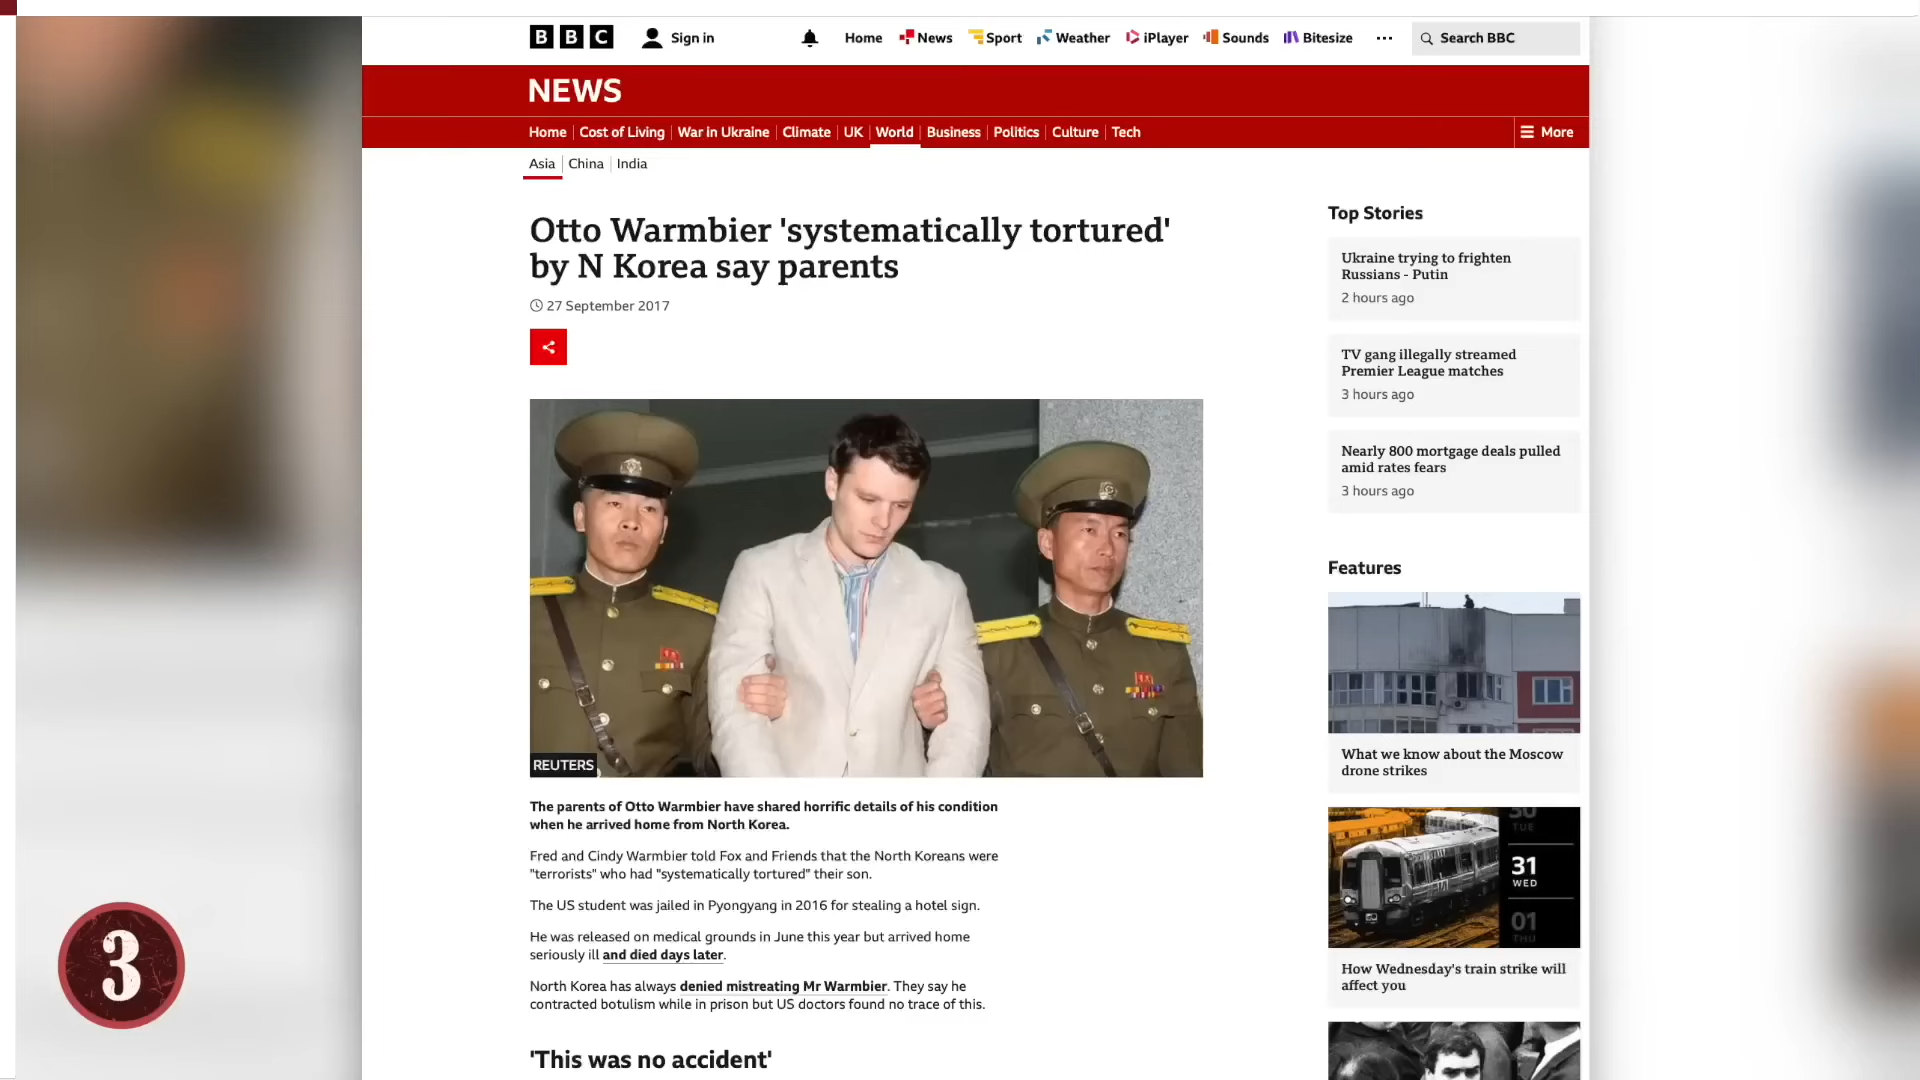 BBC
Sign in
Home
News
Sport
Weather
iPlayer
Sounds
Bitesize
Search BBC
NEWS
Home
Cost of Living
War in Ukraine
Climate
UK
World
Business
Politics
Culture
Tech
More
Asia
China
India
Otto Warmbier 'systematically tortured'
by N Korea say parents
27 September 2017
REUTERS
The parents of Otto Warmbier have shared horrific details of his condition
when he arrived home from North Korea.
Fred and Cindy Warmbier told Fox and Friends that the North Koreans were
"terrorists" who had "systematically tortured" their son.
The US student was jailed in Pyongyang in 2016 for stealing a hotel sign.
He was released on medical grounds in June this year but arrived home
seriously ill and died days later.
North Korea has always denied mistreating Mr Warmbier. They say he
contracted botulism while in prison but US doctors found no trace of this.
'This was no accident'
Top Stories
Ukraine trying to frighten
Russians - Putin
2 hours ago
TV gang illegally streamed
Premier League matches
3 hours ago
Nearly 800 mortgage deals pulled
amid rates fears
3 hours ago
Features
What we know about the Moscow
drone strikes
30
TUE
31
WED
01
THU
How Wednesday's train strike will
affect you
3